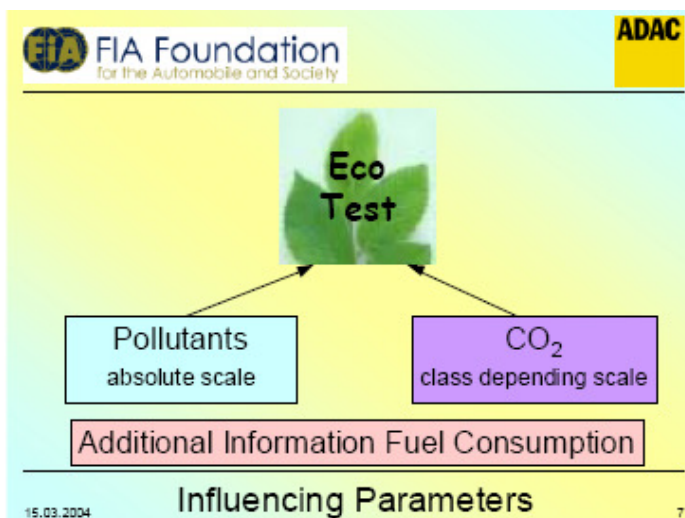 FiA FIA Foundation
for the Automobile and Society
ADAC
Eco
Test
Pollutants
absolute scale
CO₂
class depending scale
Additional Information Fuel Consumption
15.03.2004
Influencing Parameters
7